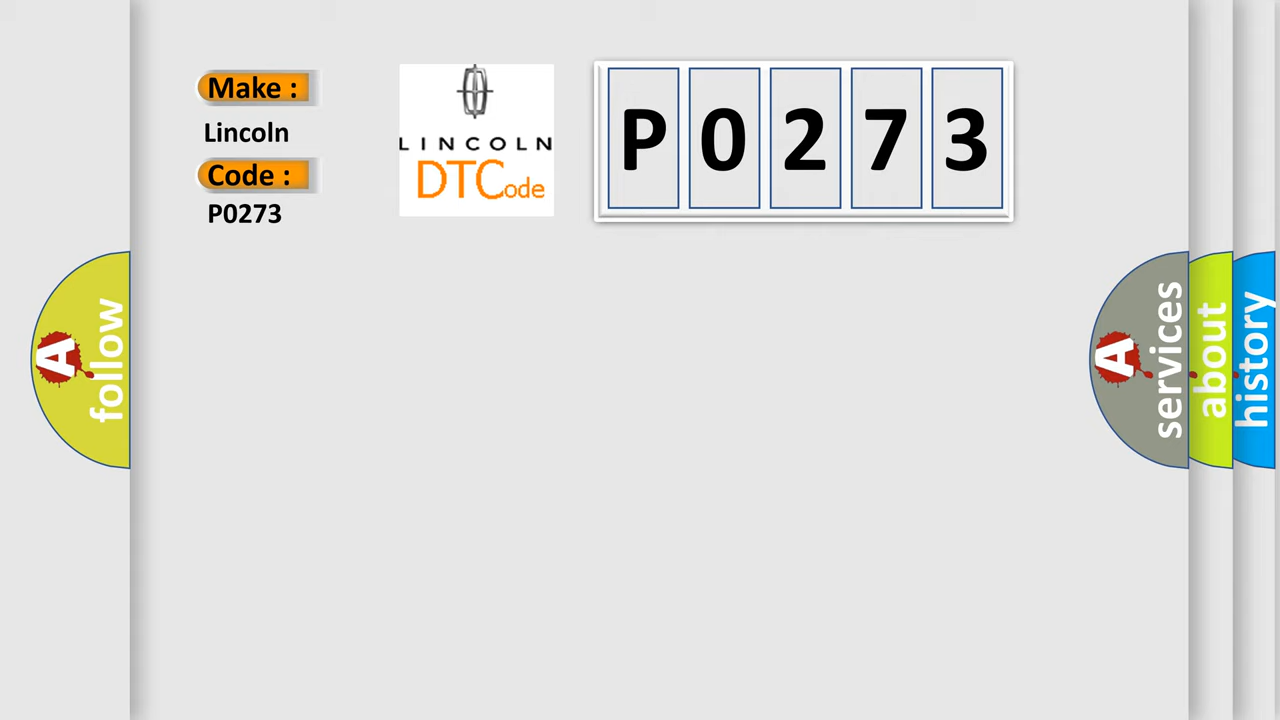 Make :
Lincoln
Code :
P0273
LINCOLN
DTCode
P0273
A follow
A services
about
history